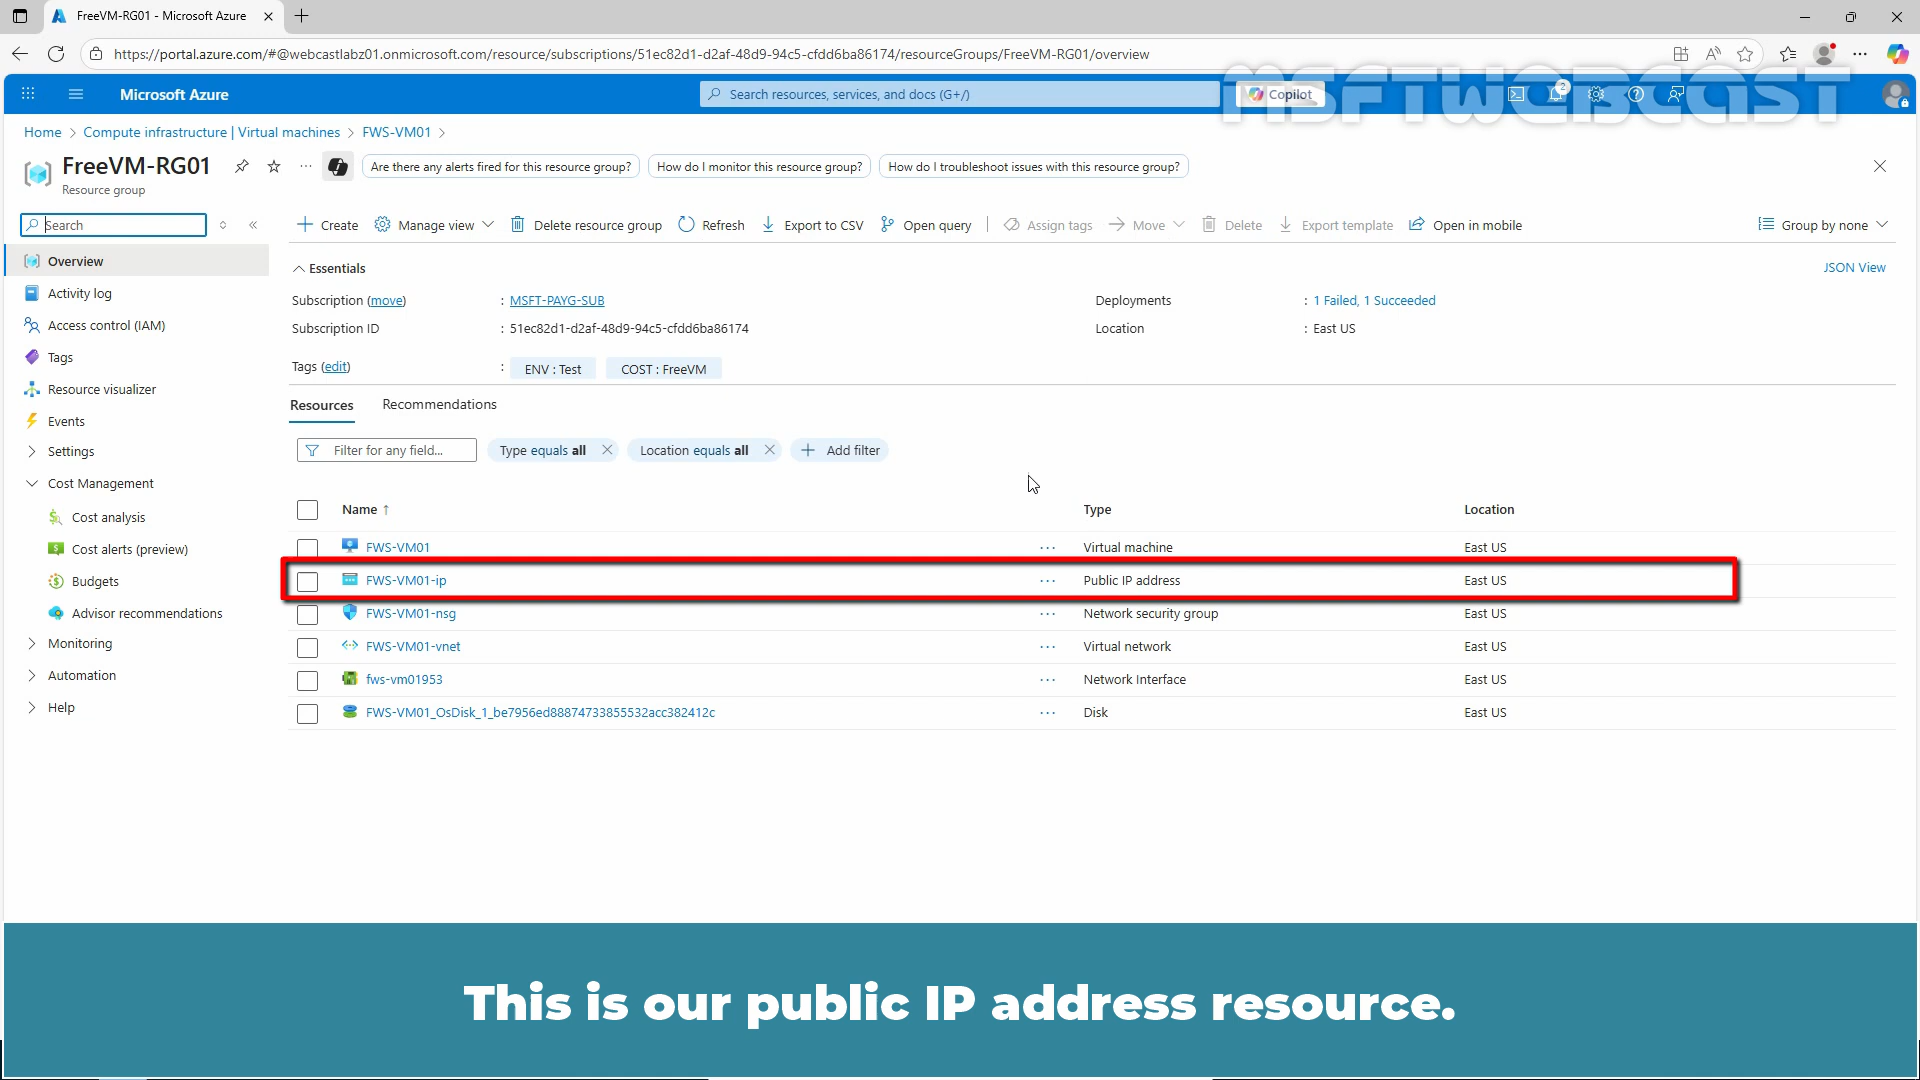 FreeVM-RG01 - Microsoft Azure
https://portal.azure.com/#@webcastlabz01.onmicrosoft.com/resource/subscriptions/51ec82d1-d2af-48d9-94c5-cfdd6ba86174/resourceGroups/FreeVM-RG01/overview
Microsoft Azure
Search resources, services, and docs (G+/)
Copilot
2
MSFTWEBCAST
Home > Compute infrastructure | Virtual machines > FWS-VM01 >
FreeVM-RG01
Resource group
Are there any alerts fired for this resource group?
How do I monitor this resource group?
How do I troubleshoot issues with this resource group?
Search
Create
Manage view
Delete resource group
Refresh
Export to CSV
Open query
Assign tags
Move
Delete
Export template
Open in mobile
Group by none
Overview
Activity log
Access control (IAM)
Tags
Resource visualizer
Events
Settings
Cost Management
Cost analysis
Cost alerts (preview)
Budgets
Advisor recommendations
Monitoring
Automation
Help
Essentials
JSON View
Subscription (move) : MSFT-PAYG-SUB
Deployments : 1 Failed, 1 Succeeded
Subscription ID : 51ec82d1-d2af-48d9-94c5-cfdd6ba86174
Location : East US
Tags (edit) : ENV : Test COST : FreeVM
Resources Recommendations
Filter for any field...
Type equals all
Location equals all
Add filter
Name ↑ Type Location
FWS-VM01 ... Virtual machine East US
FWS-VM01-ip ... Public IP address East US
FWS-VM01-nsg ... Network security group East US
FWS-VM01-vnet ... Virtual network East US
fws-vm01953 ... Network Interface East US
FWS-VM01_OsDisk_1_be7956ed88874733855532acc382412c ... Disk East US
This is our public IP address resource.